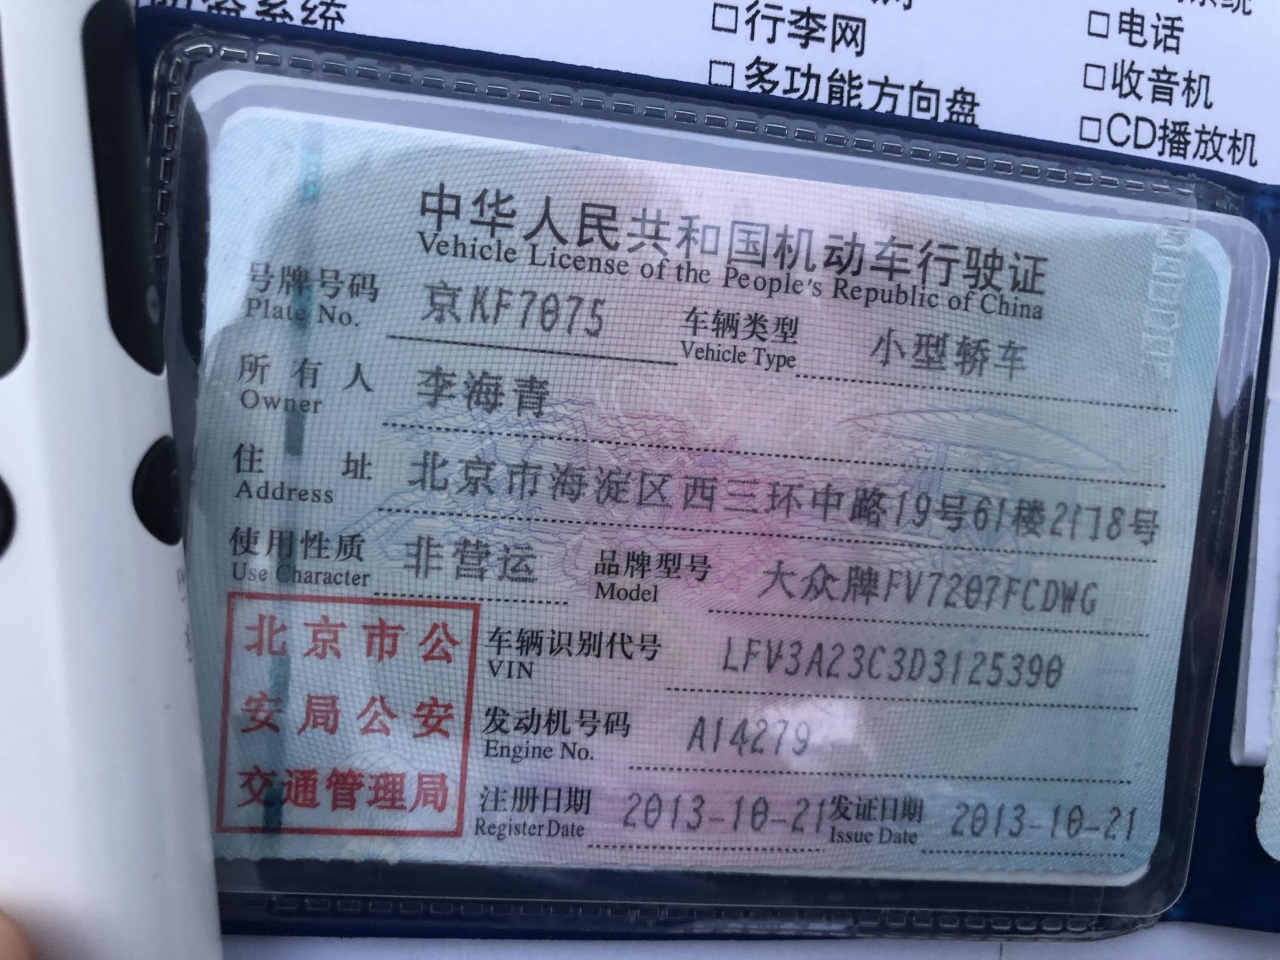 行李网
多功能方向盘
电话
收音机
CD播放机
中华人民共和国机动车行驶证
Vehicle License of the People's Republic of China
号牌号码 京KF7075 车辆类型 小型轿车
Plate No. Vehicle Type
所有人 李海青
Owner
住址 北京市海淀区西三环中路19号61楼2门8号
Address
使用性质 非营运 品牌型号 大众牌FV7207FCDWG
Use Character Model
北京市公
安局公安
交通管理局
车辆识别代号 LFV3A23C3D3125390
VIN
发动机号码 A14279
Engine No.
注册日期 2013-10-21 发证日期 2013-10-21
Register Date Issue Date